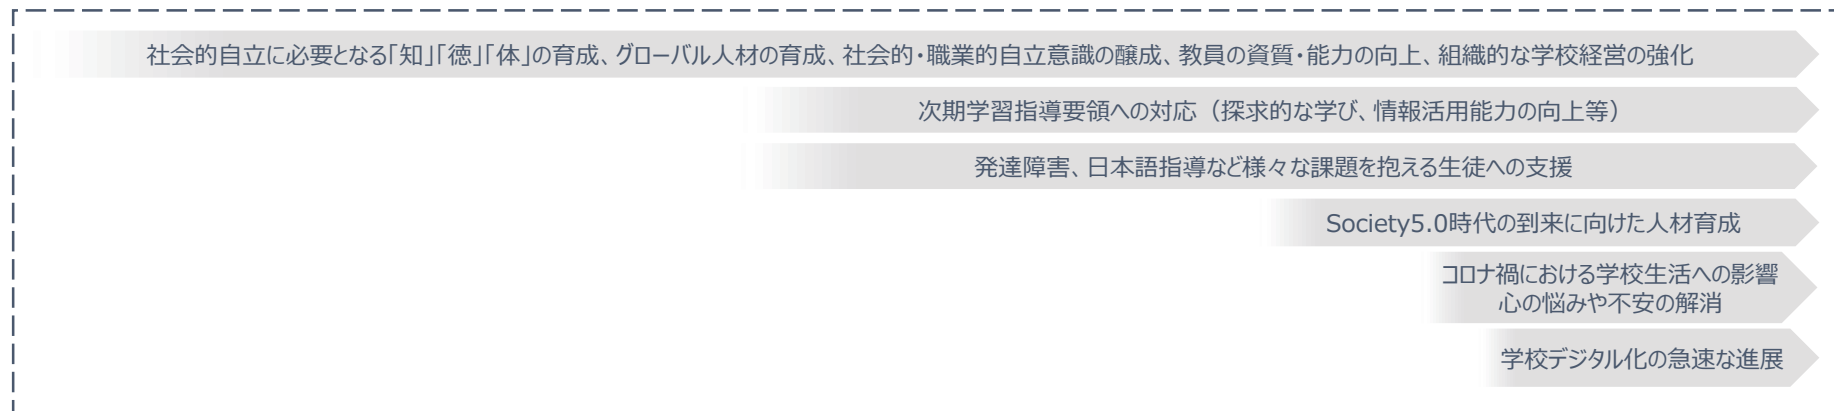 社会的自立に必要となる「知」「徳」「体」の育成、グローバル人材の育成、社会的・職業的自立意識の醸成、教員の資質・能力の向上、組織的な学校経営の強化
次期学習指導要領への対応（探求的な学び、情報活用能力の向上等）
発達障害、日本語指導など様々な課題を抱える生徒への支援
Society5.0時代の到来に向けた人材育成
コロナ禍における学校生活への影響
心の悩みや不安の解消
学校デジタル化の急速な進展